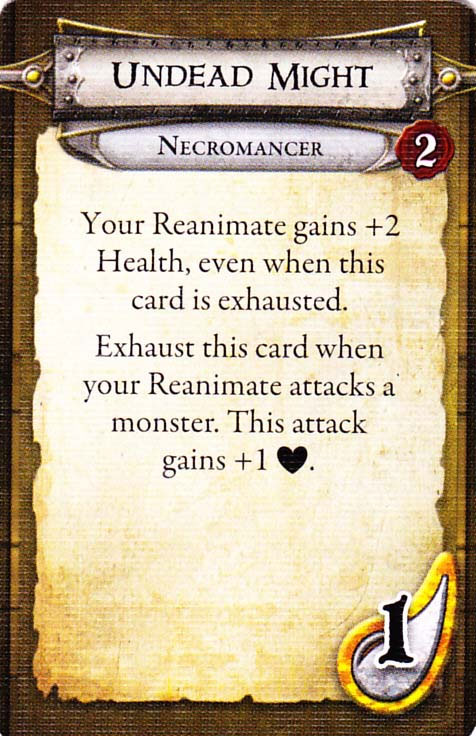 UNDEAD MIGHT
NECROMANCER
2
Your Reanimate gains +2
Health, even when this
card is exhausted.
Exhaust this card when
your Reanimate attacks a
monster. This attack
gains +1 ♥.
1